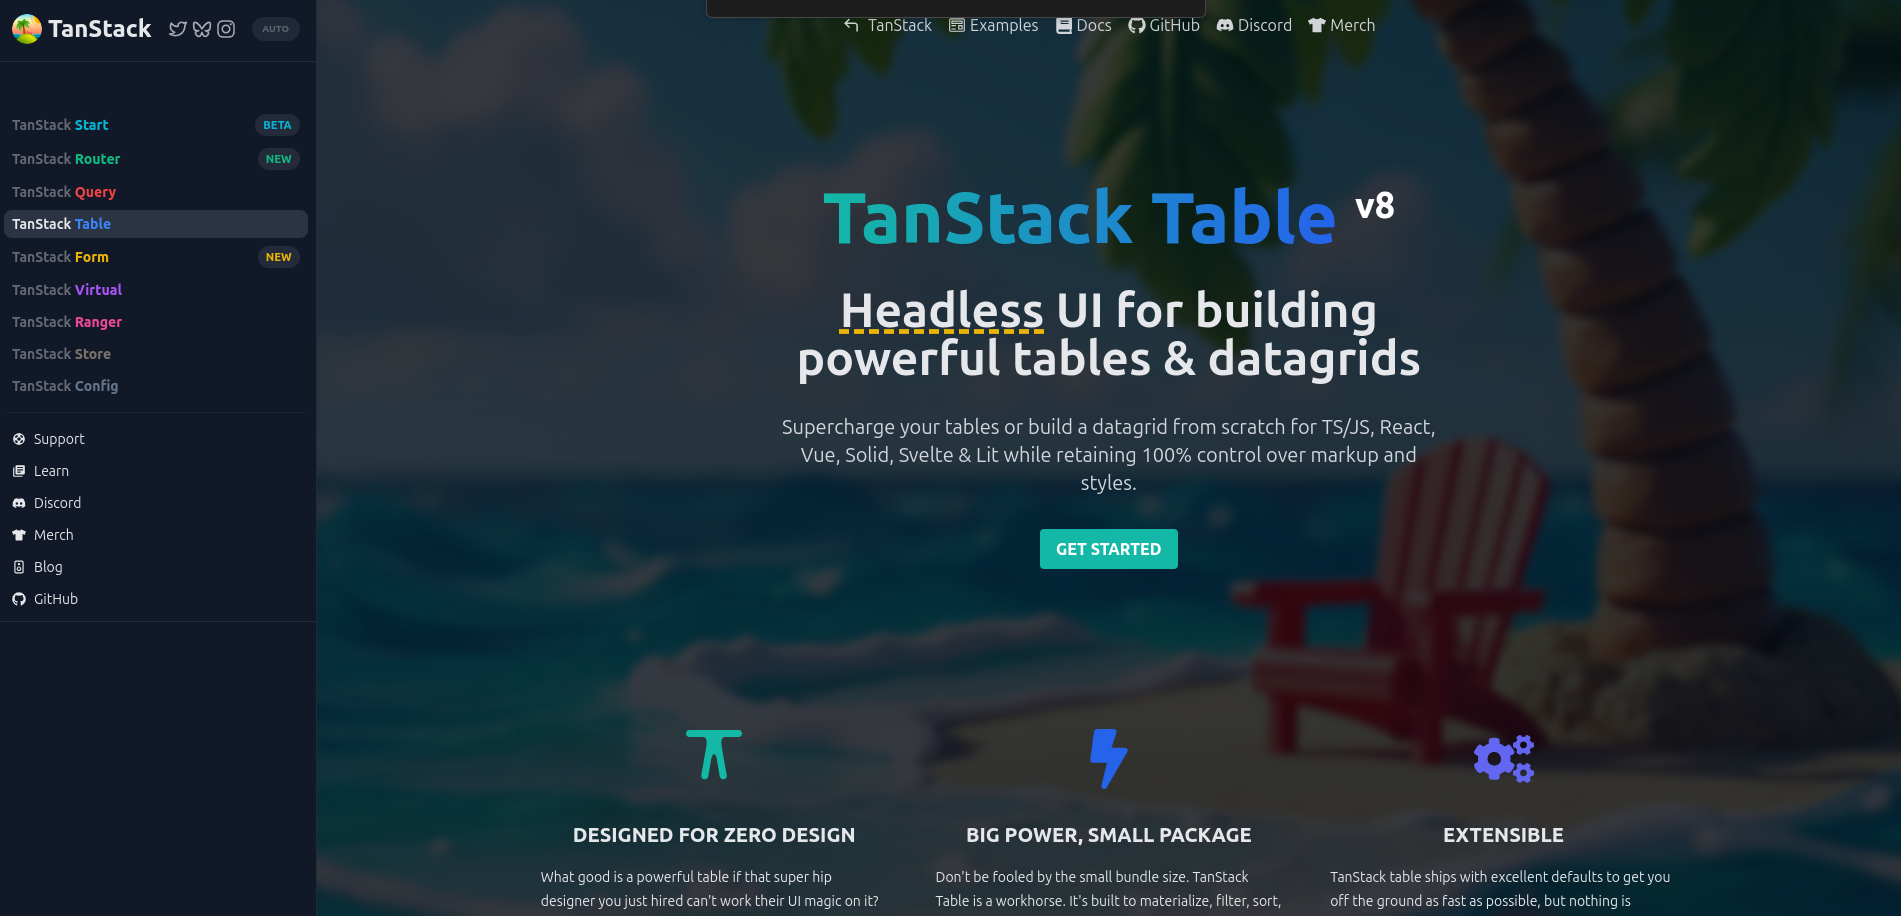 TanStack
AUTO
TanStack Start BETA
TanStack Router NEW
TanStack Query
TanStack Table
TanStack Form NEW
TanStack Virtual
TanStack Ranger
TanStack Store
TanStack Config
Support
Learn
Discord
Merch
Blog
GitHub
TanStack Examples Docs GitHub Discord Merch
TanStack Table v8
Headless UI for building
powerful tables & datagrids
Supercharge your tables or build a datagrid from scratch for TS/JS, React,
Vue, Solid, Svelte & Lit while retaining 100% control over markup and
styles.
GET STARTED
DESIGNED FOR ZERO DESIGN
What good is a powerful table if that super hip
designer you just hired can't work their UI magic on it?
BIG POWER, SMALL PACKAGE
Don't be fooled by the small bundle size. TanStack
Table is a workhorse. It's built to materialize, filter, sort,
EXTENSIBLE
TanStack table ships with excellent defaults to get you
off the ground as fast as possible, but nothing is